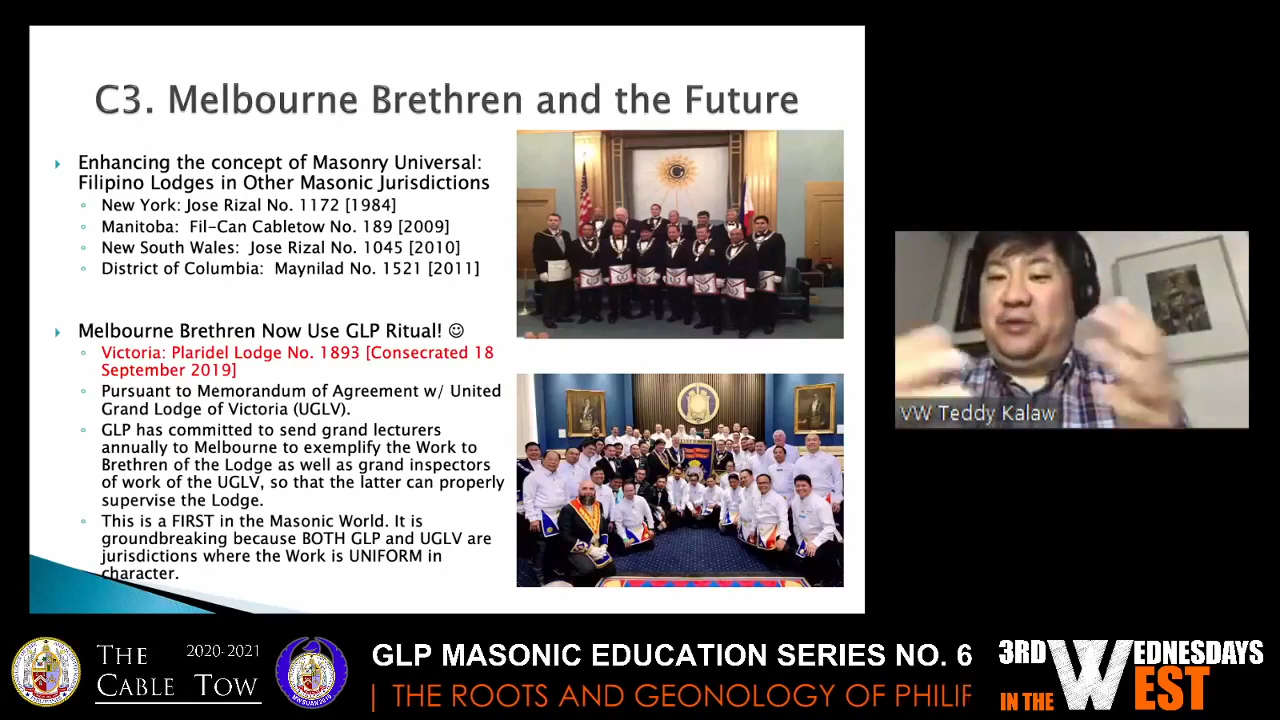 C3. Melbourne Brethren and the Future
Enhancing the concept of Masonry Universal:
Filipino Lodges in Other Masonic Jurisdictions
New York: Jose Rizal No. 1172 [1984]
Manitoba: Fil-Can Cabletow No. 189 [2009]
New South Wales: Jose Rizal No. 1045 [2010]
District of Columbia: Maynilad No. 1521 [2011]
Melbourne Brethren Now Use GLP Ritual! ☺
Victoria: Plaridel Lodge No. 1893 [Consecrated 18
September 2019]
Pursuant to Memorandum of Agreement w/ United
Grand Lodge of Victoria (UGLV).
GLP has committed to send grand lecturers
annually to Melbourne to exemplify the Work to
Brethren of the Lodge as well as grand inspectors
of work of the UGLV, so that the latter can properly
supervise the Lodge.
This is a FIRST in the Masonic World. It is
groundbreaking because BOTH GLP and UGLV are
jurisdictions where the Work is UNIFORM in
character.
G
VW Teddy Kalaw
THE
CABLE TOW
2020-2021
GLP MASONIC EDUCATION SERIES NO. 6
| THE ROOTS AND GEONOLOGY OF PHILIF
3RD WEDNESDAYS
IN THE WEST